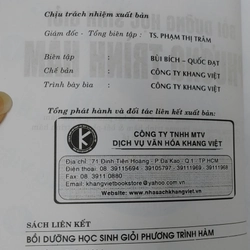 Chịu trách nhiệm xuất bản
Giám đốc - Tổng biên tập : TS. PHẠM THỊ TRÂM
Biên tập : BÙI BÍCH - QUỐC ĐẠT
Chế bản : CÔNG TY KHANG VIỆT
Trình bày bìa : CÔNG TY KHANG VIỆT
Tổng phát hành và đối tác liên kết xuất bản:
K
CÔNG TY TNHH MTV
DỊCH VỤ VĂN HÓA KHANG VIỆT
Địa chỉ: 71 Đinh Tiên Hoàng - P.Đa Kao - Q.1 - TP.HCM
Điện thoại: 08. 39115694 - 39105797 - 39111969 - 39111968
Fax: 08. 3911 0880
Email: khangvietbookstore@yahoo.com.vn
Website: www.nhasachkhangviet.vn
SÁCH LIÊN KẾT
BỒI DƯỠNG HỌC SINH GIỎI PHƯƠNG TRÌNH HÀM